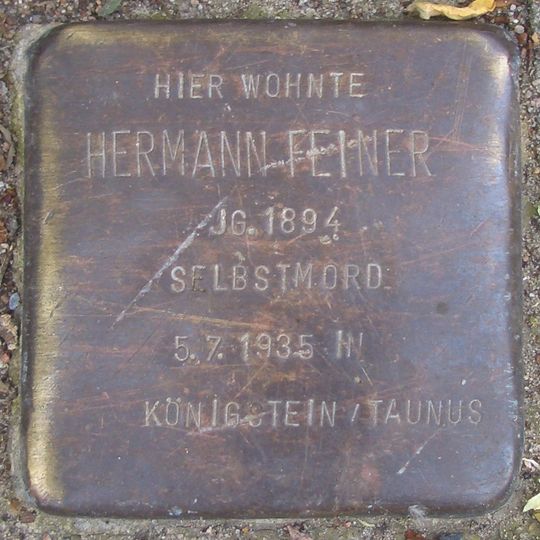 HIER WOHNTE
HERMANN FEINER
JG. 1894
SELBSTMORD
5.7.1935 IN
KÖNIGSTEIN / TAUNUS